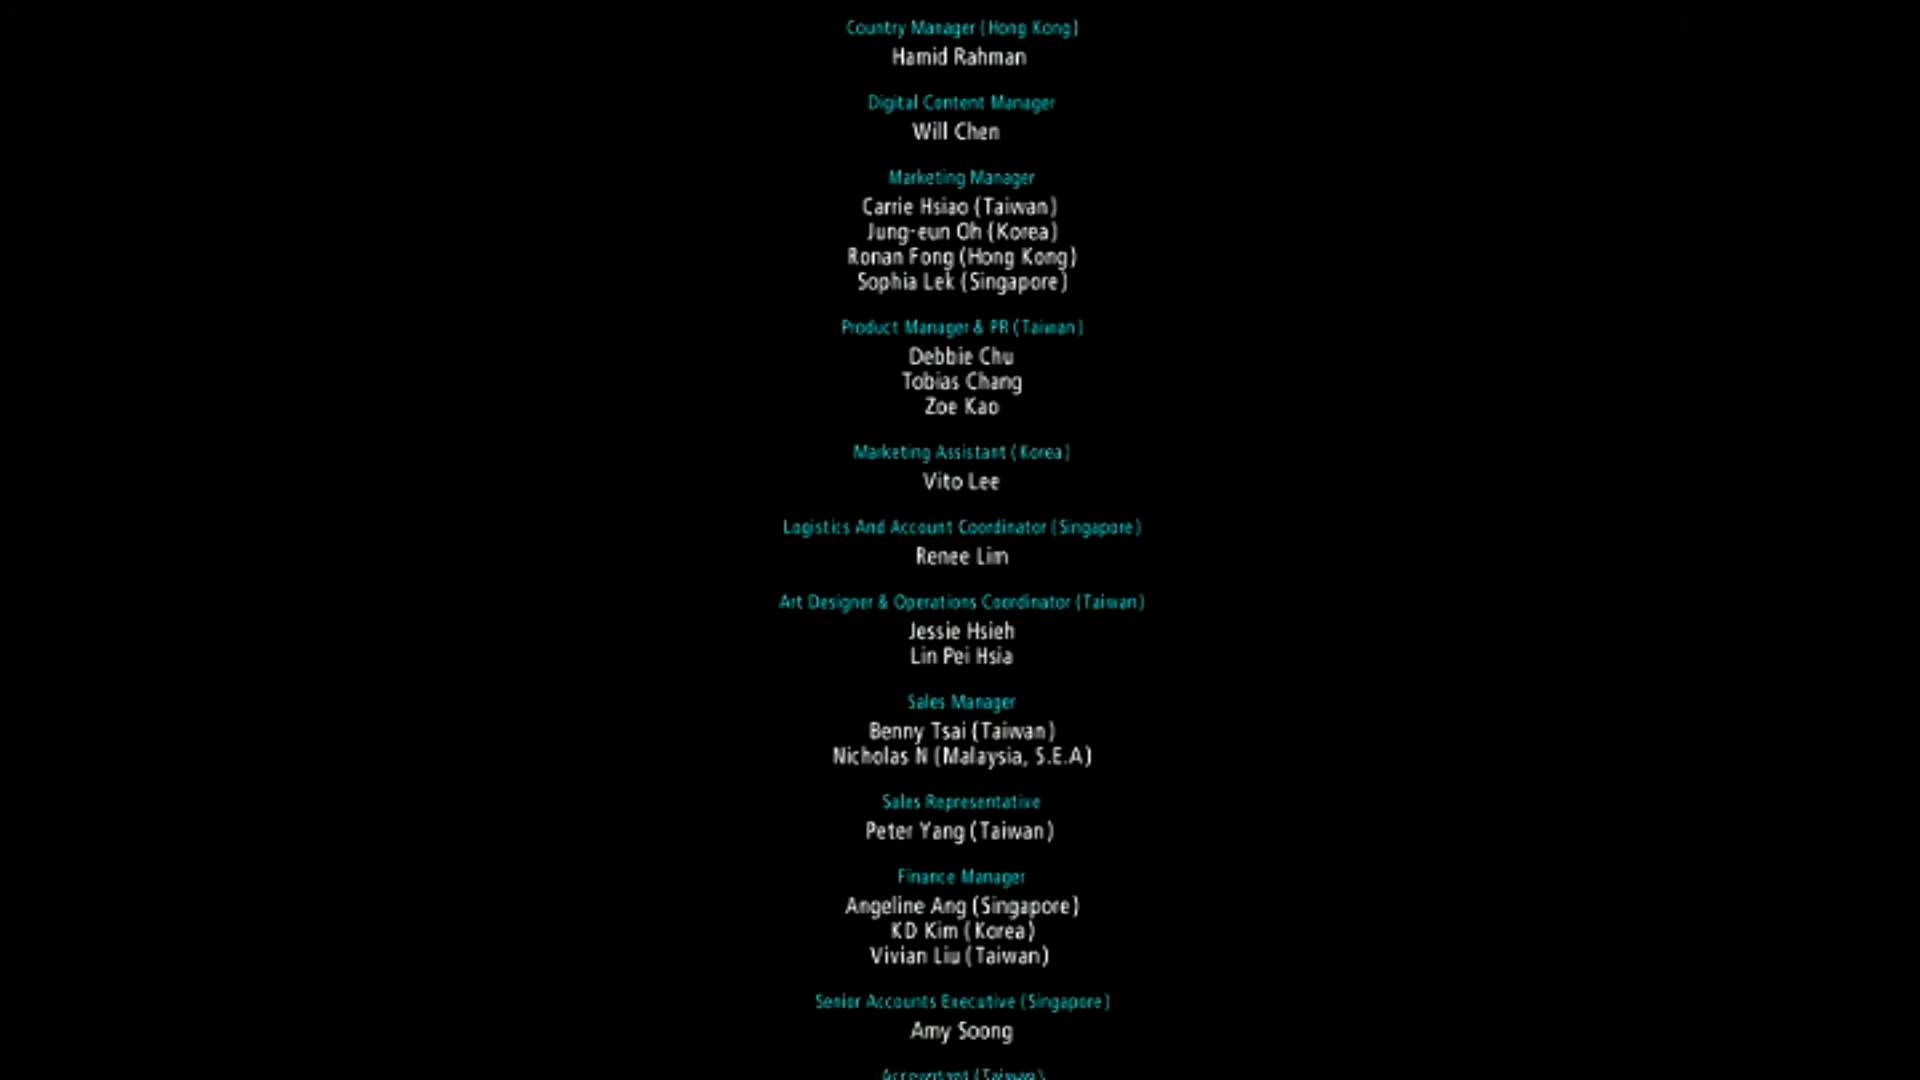 Country Manager (Hong Kong)
Hamid Rahman
Digital Content Manager
Will Chen
Marketing Manager
Carrie Hsiao (Taiwan)
Jung-eun Oh (Korea)
Ronan Fong (Hong Kong)
Sophia Lek (Singapore)
Product Manager & PR (Taiwan)
Debbie Chu
Tobias Chang
Zoe Kao
Marketing Assistant (Korea)
Vito Lee
Logistics And Account Coordinator (Singapore)
Renee Lim
Art Designer & Operations Coordinator (Taiwan)
Jessie Hsieh
Lin Pei Hsia
Sales Manager
Benny Tsai (Taiwan)
Nicholas N (Malaysia, S.E.A)
Sales Representative
Peter Yang (Taiwan)
Finance Manager
Angeline Ang (Singapore)
KD Kim (Korea)
Vivian Liu (Taiwan)
Senior Accounts Executive (Singapore)
Amy Soong
Accountant (Taiwan)